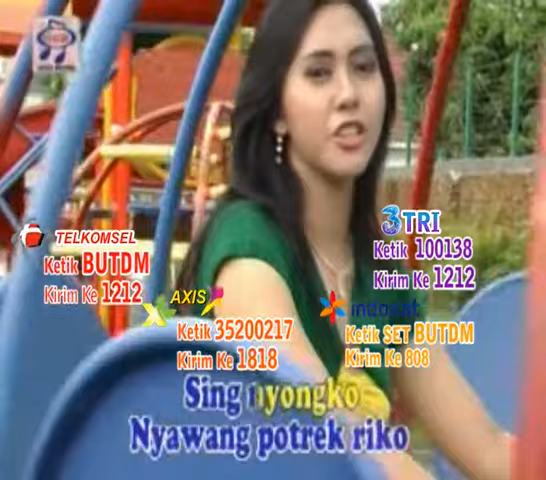 3TRI
Ketik 100138
Kirim Ke 1212
TELKOMSEL
Ketik BUTDM
Kirim Ke 1212
AXIS
Ketik 35200217
Kirim Ke 1818
indosat
Ketik SET BUTDM
Kirim Ke 808
Sing nyongko
Nyawang potrek riko